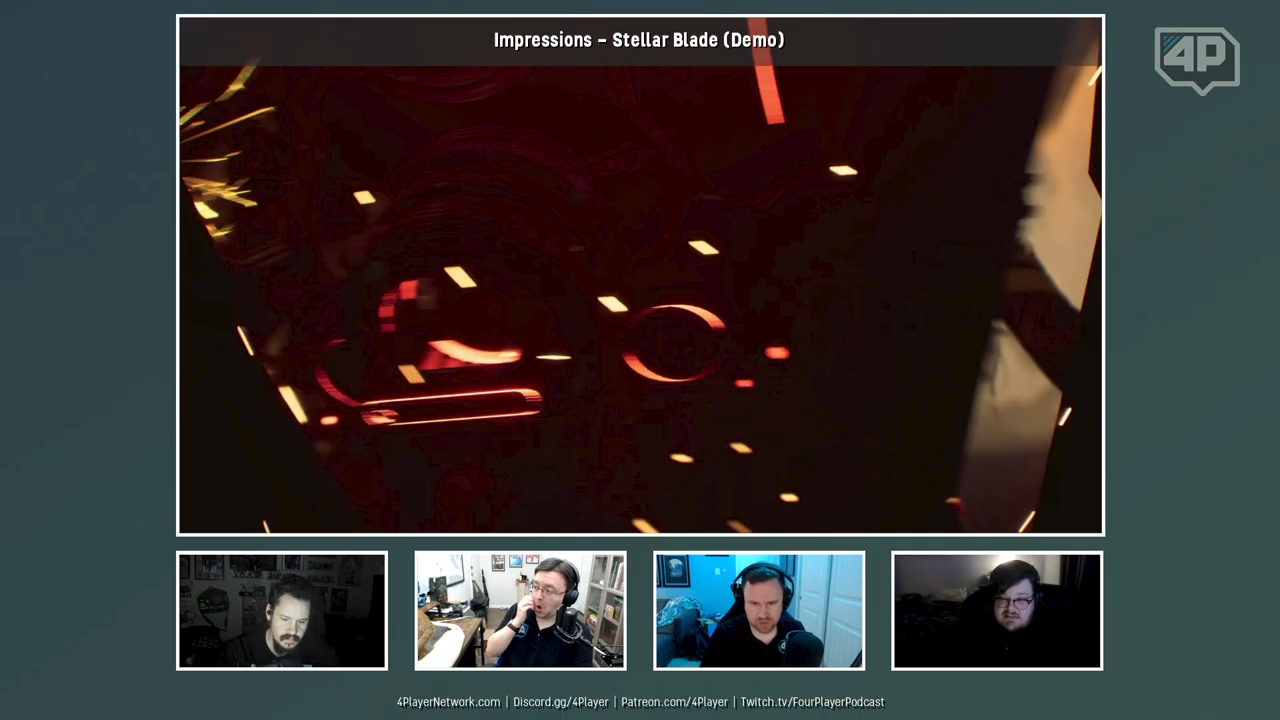 Impressions - Stellar Blade (Demo)
4P
4PlayerNetwork.com | Discord.gg/4Player | Patreon.com/4Player | Twitch.tv/FourPlayerPodcast